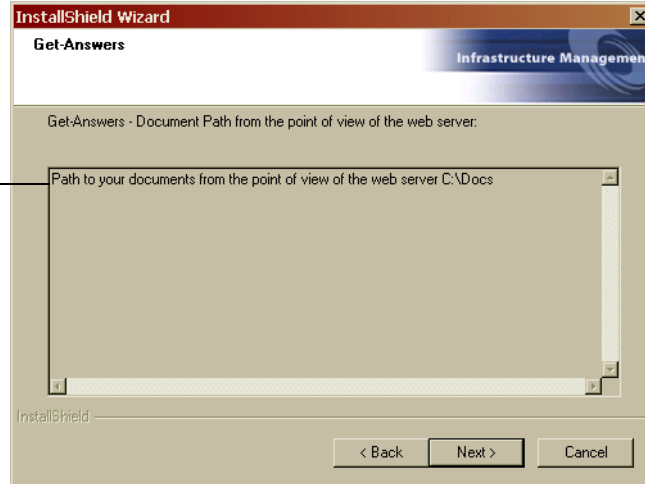 InstallShield Wizard
Get-Answers
Infrastructure Managemen
Get-Answers - Document Path from the point of view of the web server:
Path to your documents from the point of view of the web server C:\Docs
InstallShield
< Back Next > Cancel